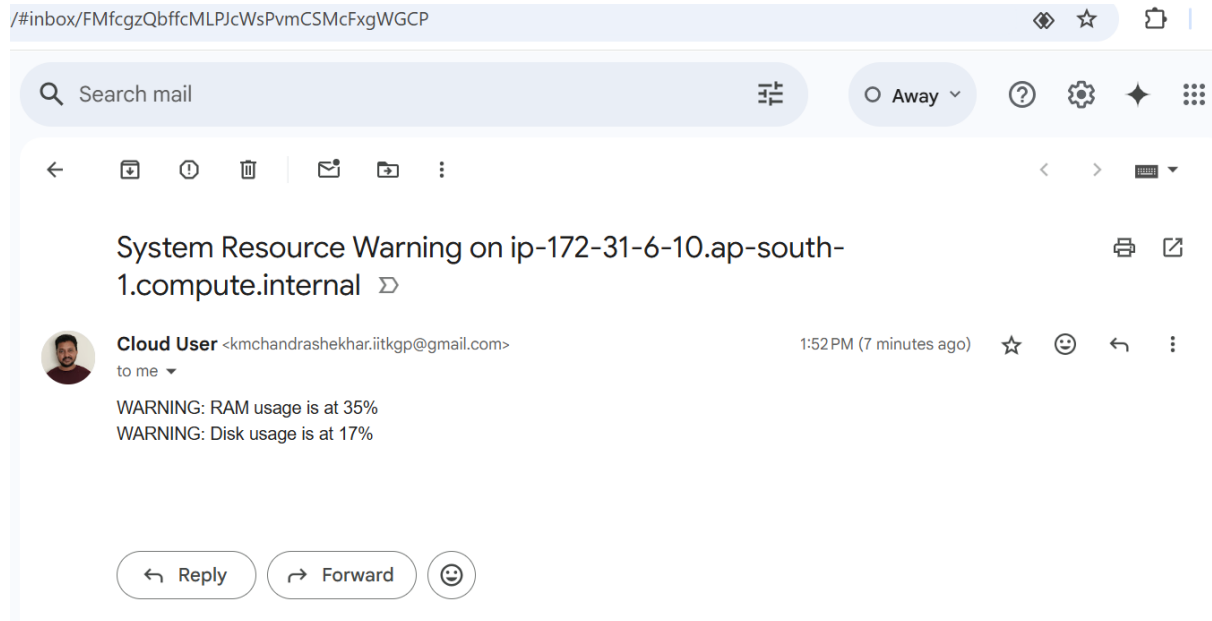 /#inbox/FMfcgzQbffcMLPJcWsPvmCSMcFxgWGCP
Search mail
Away
System Resource Warning on ip-172-31-6-10.ap-south-
1.compute.internal
Cloud User <kmchandrashekhar.iitkgp@gmail.com>
1:52 PM (7 minutes ago)
to me
WARNING: RAM usage is at 35%
WARNING: Disk usage is at 17%
Reply
Forward